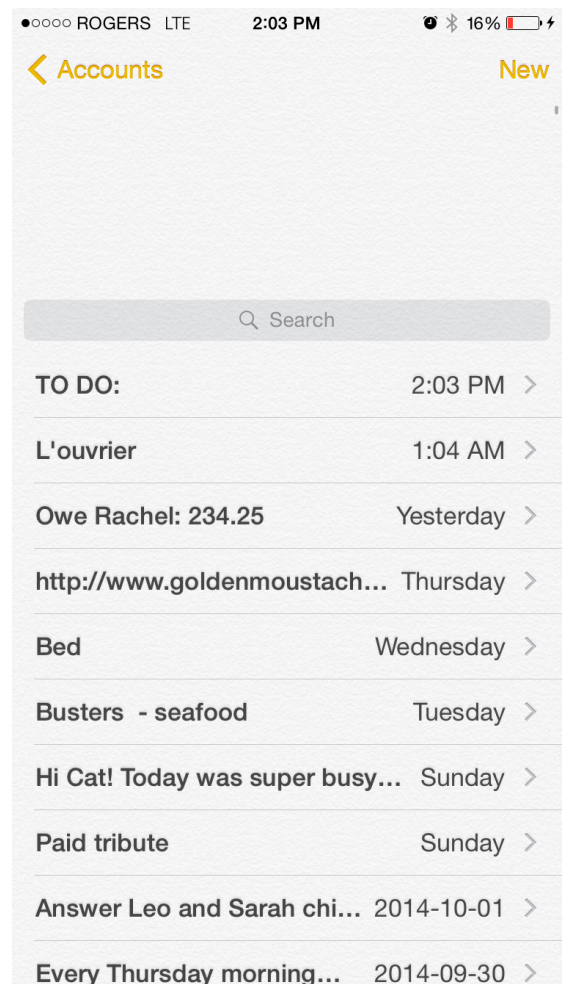 ROGERS LTE 2:03 PM 16%
Accounts New
Search
TO DO: 2:03 PM
L'ouvrier 1:04 AM
Owe Rachel: 234.25 Yesterday
http://www.goldenmoustach... Thursday
Bed Wednesday
Busters  - seafood Tuesday
Hi Cat! Today was super busy... Sunday
Paid tribute Sunday
Answer Leo and Sarah chi... 2014-10-01
Every Thursday morning... 2014-09-30